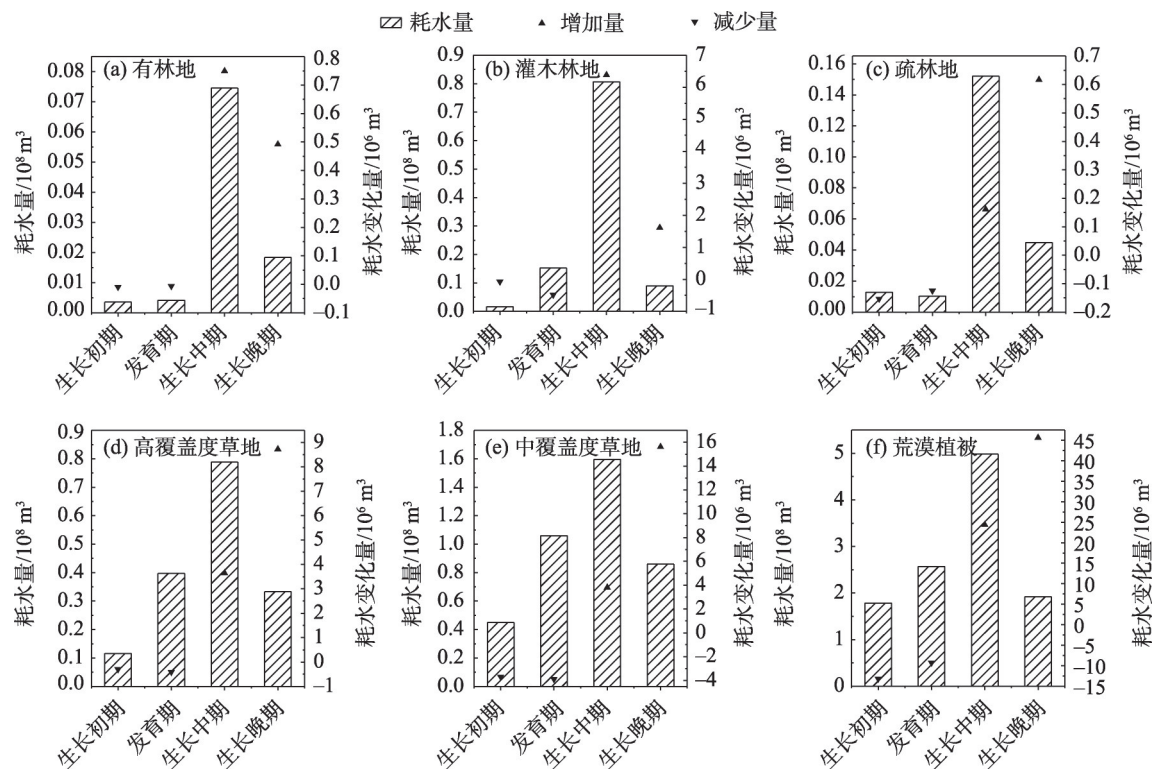 耗水量 增加量 减少量
(a) 有林地
耗水量/10⁸ m³
0.08
0.07
0.06
0.05
0.04
0.03
0.02
0.01
0.00
0.8
0.7
0.6
0.5
0.4
0.3
0.2
0.1
0.0
−0.1
耗水变化量/10⁶ m³
生长初期
发育期
生长中期
生长晚期
(b) 灌木林地
耗水量/10⁸ m³
0.9
0.8
0.7
0.6
0.5
0.4
0.3
0.2
0.1
0.0
7
6
5
4
3
2
1
0
−1
耗水变化量/10⁶ m³
生长初期
发育期
生长中期
生长晚期
(c) 疏林地
耗水量/10⁸ m³
0.16
0.14
0.12
0.10
0.08
0.06
0.04
0.02
0.00
0.7
0.6
0.5
0.4
0.3
0.2
0.1
0.0
−0.1
−0.2
耗水变化量/10⁶ m³
生长初期
发育期
生长中期
生长晚期
(d) 高覆盖度草地
耗水量/10⁸ m³
0.9
0.8
0.7
0.6
0.5
0.4
0.3
0.2
0.1
0.0
9
8
7
6
5
4
3
2
1
0
−1
耗水变化量/10⁶ m³
生长初期
发育期
生长中期
生长晚期
(e) 中覆盖度草地
耗水量/10⁸ m³
1.8
1.6
1.4
1.2
1.0
0.8
0.6
0.4
0.2
0.0
16
14
12
10
8
6
4
2
0
−2
−4
耗水变化量/10⁶ m³
生长初期
发育期
生长中期
生长晚期
(f) 荒漠植被
耗水量/10⁸ m³
5
4
3
2
1
0
45
40
35
30
25
20
15
10
5
0
−5
−10
−15
耗水变化量/10⁶ m³
生长初期
发育期
生长中期
生长晚期